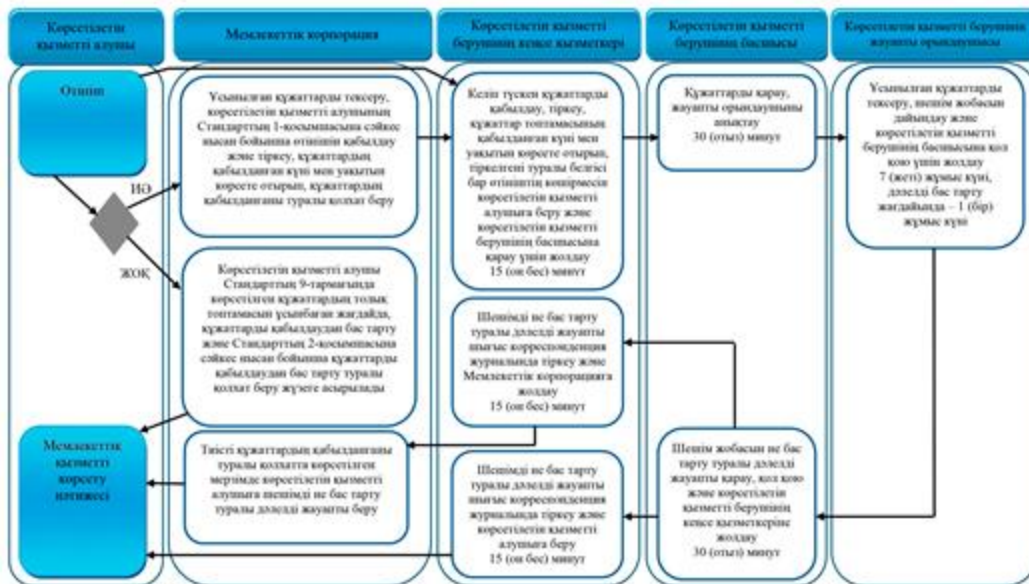 Көрсетілетін
қызметті алушы
Мемлекеттік корпорация
Көрсетілетін қызметті
берушінің кеңсе қызметкері
Көрсетілетін қызметті
берушінің басшысы
Көрсетілетін қызметті берушінің
жауапты орындаушысы
Өтініш
ИӘ
ЖОҚ
Ұсынылған құжаттарды тексеру,
көрсетілетін қызметті алушының
Стандарттың 1-қосымшасына сәйкес
нысан бойынша өтінішін қабылдау
және тіркеу, құжаттардың
қабылданған күні мен уақытын
көрсете отырып, құжаттардың
қабылданғаны туралы қолхат беру
Келіп түскен құжаттарды
қабылдау, тіркеу,
құжаттар топтамасының
қабылданған күні мен
уақытын көрсете отырып,
тіркелгені туралы белгісі
бар өтініштің көшірмесін
көрсетілетін қызметті
алушыға беру және
көрсетілетін қызметті
берушінің басшысына
қарау үшін жолдау
15 (он бес) минут
Құжаттарды қарау,
жауапты орындаушыны
анықтау
30 (отыз) минут
Ұсынылған құжаттарды
тексеру, шешім жобасын
дайындау және
көрсетілетін қызметті
берушінің басшысына қол
қою үшін жолдау
7 (жеті) жұмыс күні,
дәлелді бас тарту
жағдайында – 1 (бір)
жұмыс күні
Көрсетілетін қызметті алушы
Стандарттың 9-тармағында
көрсетілген құжаттардың толық
топтамасын ұсынбаған жағдайда,
құжаттарды қабылдаудан бас тарту
және Стандарттың 2-қосымшасына
сәйкес нысан бойынша құжаттарды
қабылдаудан бас тарту туралы
қолхат беру жүзеге асырылады
Шешімді не бас тарту
туралы дәлелді жауапты
шығыс корреспонденция
журналында тіркеу және
Мемлекеттік корпорацияға
жолдау
15 (он бес) минут
Мемлекеттік
қызметті
көрсету
нәтижесі
Тиісті құжаттардың қабылданғаны
туралы қолхатта көрсетілген
мерзімде көрсетілетін қызметті
алушыға шешімді не бас тарту
туралы дәлелді жауапты беру
Шешімді не бас тарту
туралы дәлелді жауапты
шығыс корреспонденция
журналында тіркеу және
көрсетілетін қызметті
алушыға беру
15 (он бес) минут
Шешім жобасын не бас
тарту туралы дәлелді
жауапты қарау, қол қою
және көрсетілетін
қызметті берушінің
кеңсе қызметкеріне
жолдау
30 (отыз) минут